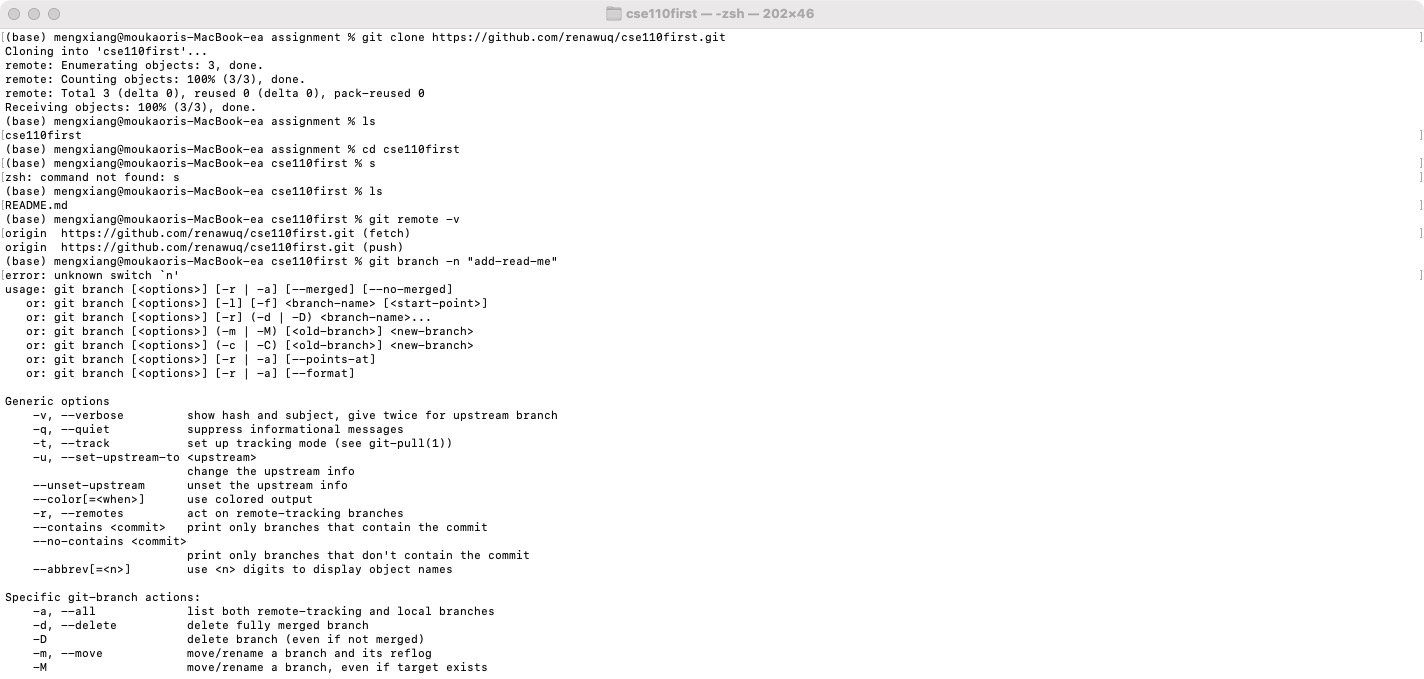 cse110first — -zsh — 202×46
(base) mengxiang@moukaoris-MacBook-ea assignment % git clone https://github.com/renawuq/cse110first.git
Cloning into 'cse110first'...
remote: Enumerating objects: 3, done.
remote: Counting objects: 100% (3/3), done.
remote: Total 3 (delta 0), reused 0 (delta 0), pack-reused 0
Receiving objects: 100% (3/3), done.
(base) mengxiang@moukaoris-MacBook-ea assignment % ls
cse110first
(base) mengxiang@moukaoris-MacBook-ea assignment % cd cse110first
(base) mengxiang@moukaoris-MacBook-ea cse110first % s
zsh: command not found: s
(base) mengxiang@moukaoris-MacBook-ea cse110first % ls
README.md
(base) mengxiang@moukaoris-MacBook-ea cse110first % git remote -v
origin  https://github.com/renawuq/cse110first.git (fetch)
origin  https://github.com/renawuq/cse110first.git (push)
(base) mengxiang@moukaoris-MacBook-ea cse110first % git branch -n "add-read-me"
error: unknown switch `n'
usage: git branch [<options>] [-r | -a] [--merged] [--no-merged]
   or: git branch [<options>] [-l] [-f] <branch-name> [<start-point>]
   or: git branch [<options>] [-r] (-d | -D) <branch-name>...
   or: git branch [<options>] (-m | -M) [<old-branch>] <new-branch>
   or: git branch [<options>] (-c | -C) [<old-branch>] <new-branch>
   or: git branch [<options>] [-r | -a] [--points-at]
   or: git branch [<options>] [-r | -a] [--format]

Generic options
    -v, --verbose         show hash and subject, give twice for upstream branch
    -q, --quiet           suppress informational messages
    -t, --track           set up tracking mode (see git-pull(1))
    -u, --set-upstream-to <upstream>
                          change the upstream info
    --unset-upstream      unset the upstream info
    --color[=<when>]      use colored output
    -r, --remotes         act on remote-tracking branches
    --contains <commit>   print only branches that contain the commit
    --no-contains <commit>
                          print only branches that don't contain the commit
    --abbrev[=<n>]        use <n> digits to display object names

Specific git-branch actions:
    -a, --all             list both remote-tracking and local branches
    -d, --delete          delete fully merged branch
    -D                    delete branch (even if not merged)
    -m, --move            move/rename a branch and its reflog
    -M                    move/rename a branch, even if target exists